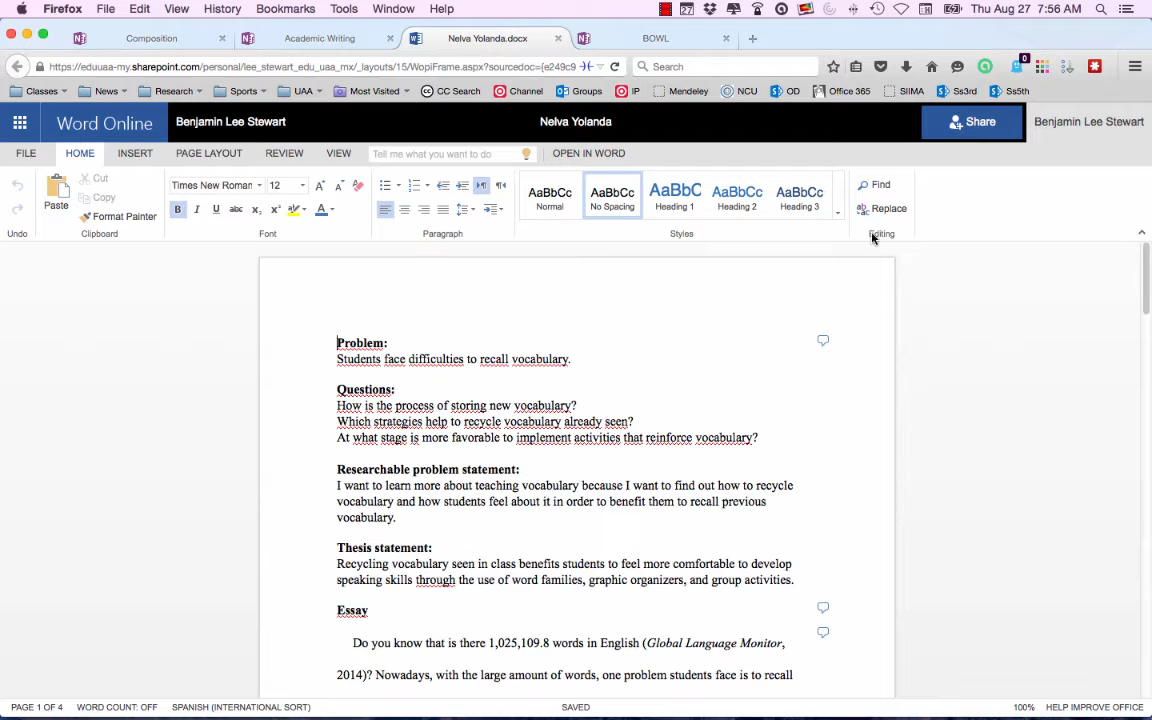 Firefox File Edit View History Bookmarks Tools Window Help 27 Thu Aug 27 7:56 AM
Composition × Academic Writing × Nelva Yolanda.docx × BOWL × +
https://eduuaa-my.sharepoint.com/personal/lee_stewart_edu_uaa_mx/_layouts/15/WopiFrame.aspx?sourcedoc={e249c9 Search 0
Classes News Research Sports UAA Most Visited CC Search Channel Groups IP Mendeley NCU OD Office 365 SIIMA Ss3rd Ss5th
Word Online Benjamin Lee Stewart Nelva Yolanda Share Benjamin Lee Stewart
FILE HOME INSERT PAGE LAYOUT REVIEW VIEW Tell me what you want to do OPEN IN WORD
Paste Cut Times New Roman 12 AaBbCc AaBbCc AaBbC AaBbCc AaBbCc Find
Copy
Format Painter B I U abc x₂ x² A Normal No Spacing Heading 1 Heading 2 Heading 3 Replace
Undo Clipboard Font Paragraph Styles Editing
Problem:
Students face difficulties to recall vocabulary.
Questions:
How is the process of storing new vocabulary?
Which strategies help to recycle vocabulary already seen?
At what stage is more favorable to implement activities that reinforce vocabulary?
Researchable problem statement:
I want to learn more about teaching vocabulary because I want to find out how to recycle
vocabulary and how students feel about it in order to benefit them to recall previous
vocabulary.
Thesis statement:
Recycling vocabulary seen in class benefits students to feel more comfortable to develop
speaking skills through the use of word families, graphic organizers, and group activities.
Essay
Do you know that is there 1,025,109.8 words in English (Global Language Monitor,
2014)? Nowadays, with the large amount of words, one problem students face is to recall
PAGE 1 OF 4 WORD COUNT: OFF SPANISH (INTERNATIONAL SORT) SAVED 100% HELP IMPROVE OFFICE